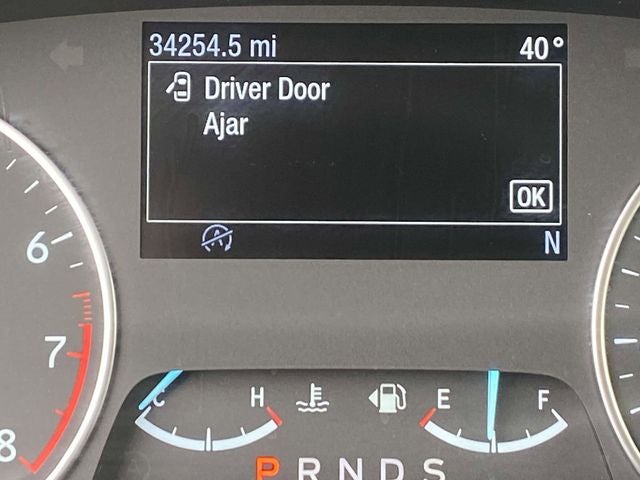 34254.5 mi 40°
Driver Door
Ajar
OK
N
6
7
8
C H E F
P R N D S